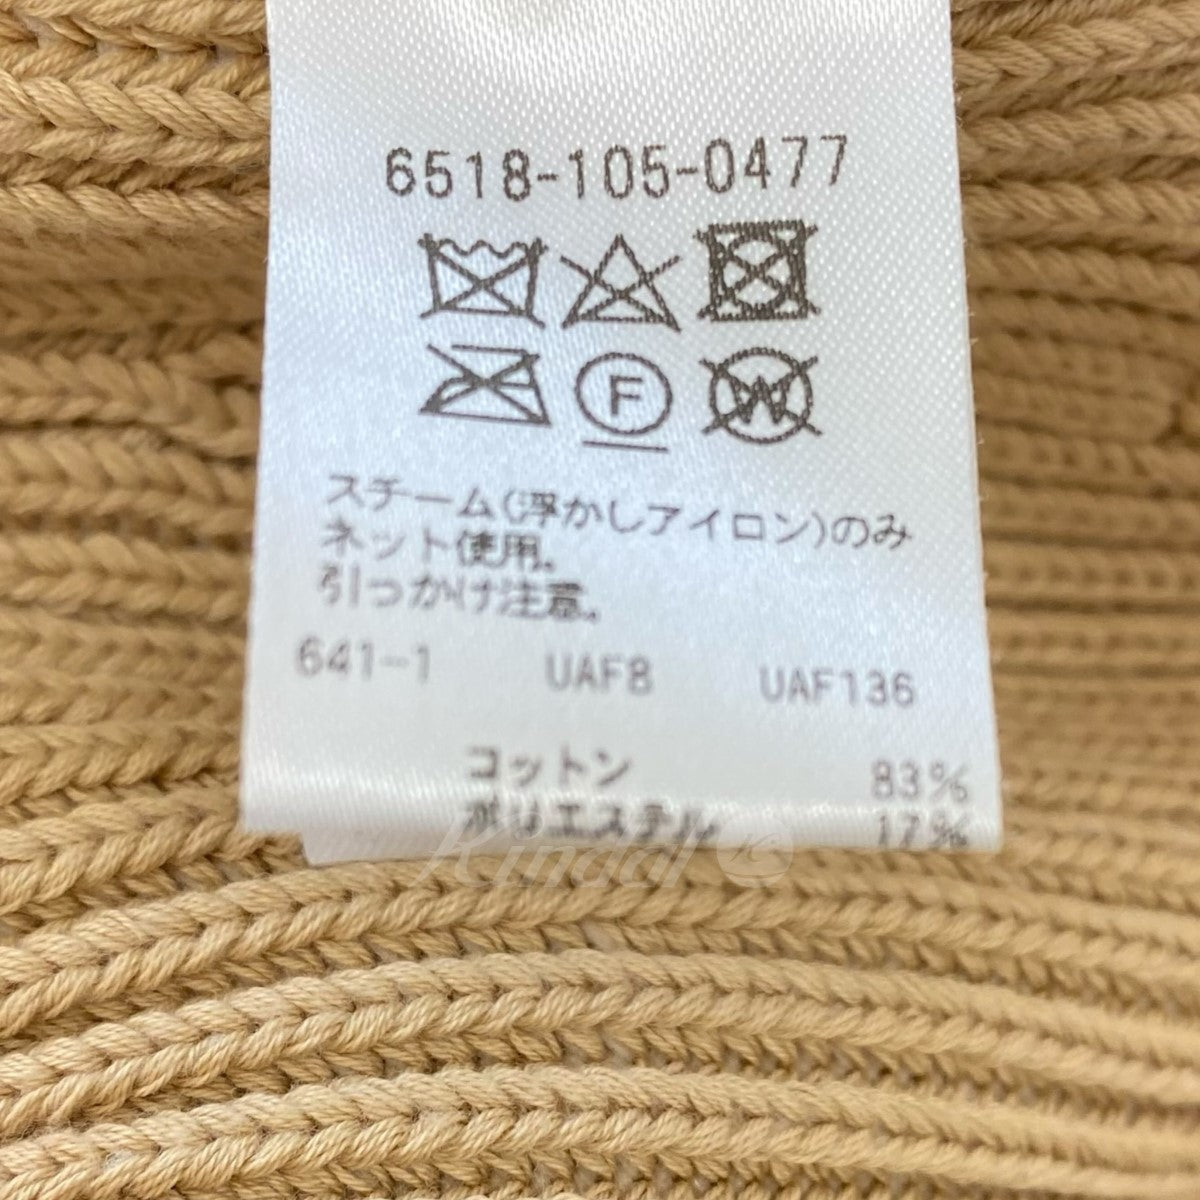 6518-105-0477
F
W
スチーム(浮かしアイロン)のみ
ネット使用。
引っかけ注意。
641-1 UAF8 UAF136
コットン 83%
ポリエステル 17%
Kindal